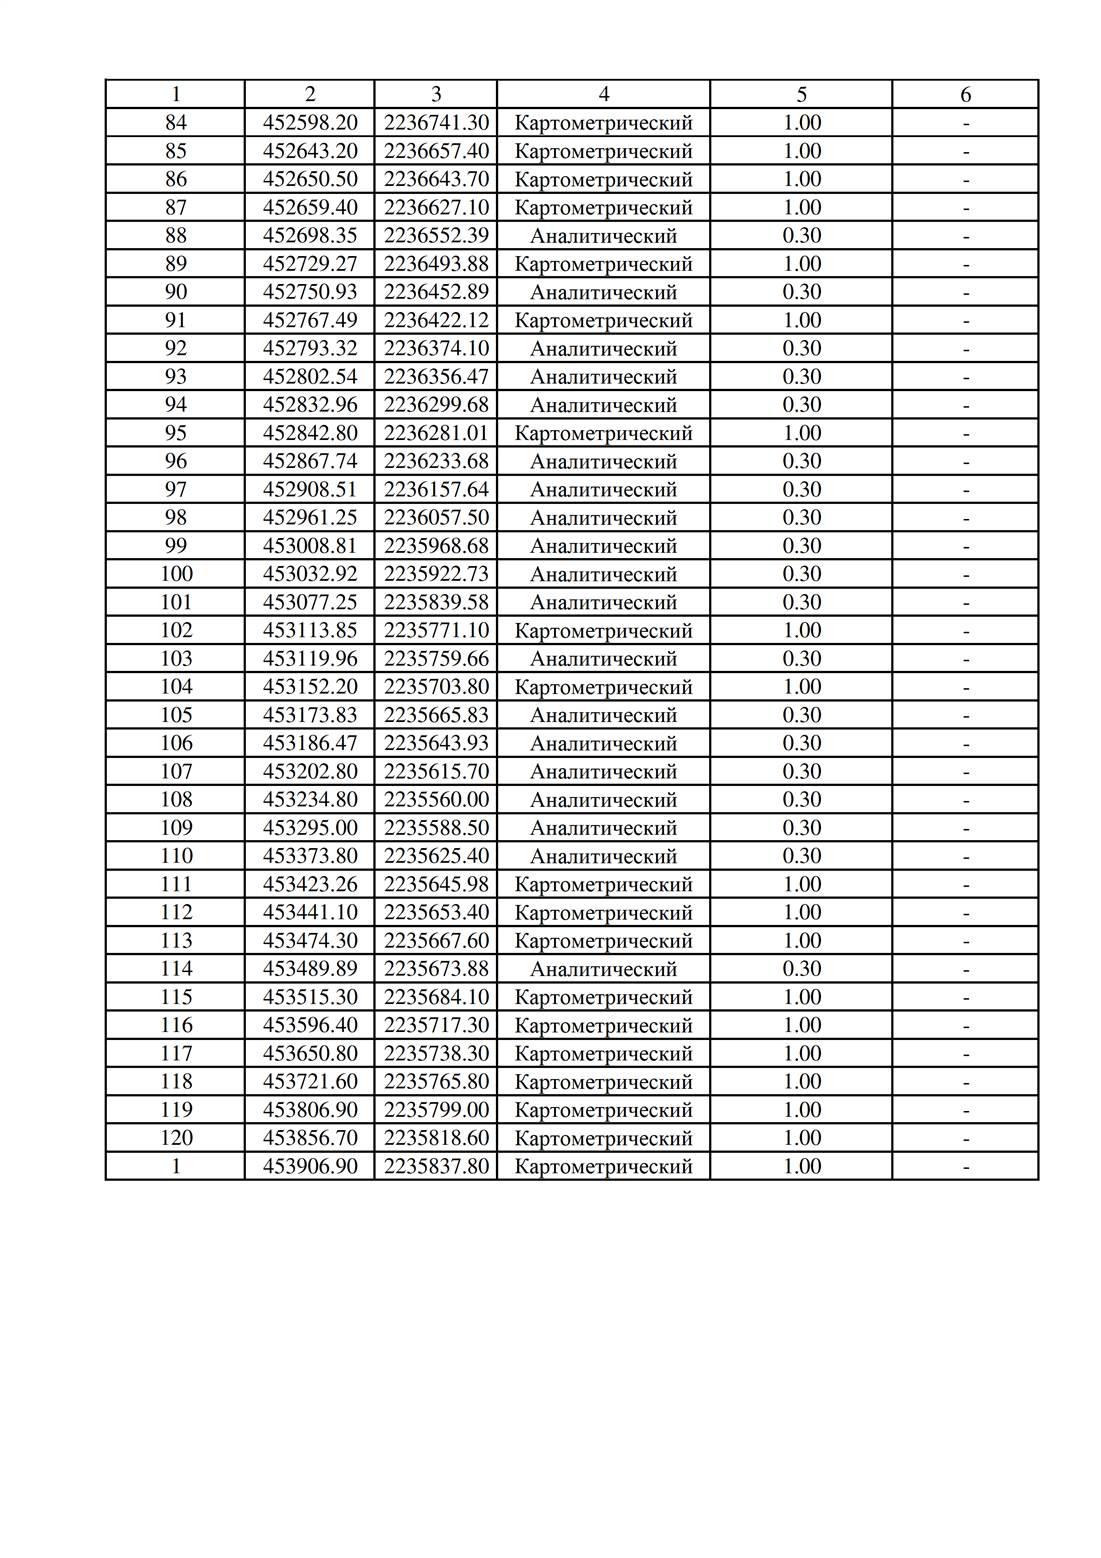 1 2 3 4 5 6
84 452598.20 2236741.30 Картометрический 1.00 -
85 452643.20 2236657.40 Картометрический 1.00 -
86 452650.50 2236643.70 Картометрический 1.00 -
87 452659.40 2236627.10 Картометрический 1.00 -
88 452698.35 2236552.39 Аналитический 0.30 -
89 452729.27 2236493.88 Картометрический 1.00 -
90 452750.93 2236452.89 Аналитический 0.30 -
91 452767.49 2236422.12 Картометрический 1.00 -
92 452793.32 2236374.10 Аналитический 0.30 -
93 452802.54 2236356.47 Аналитический 0.30 -
94 452832.96 2236299.68 Аналитический 0.30 -
95 452842.80 2236281.01 Картометрический 1.00 -
96 452867.74 2236233.68 Аналитический 0.30 -
97 452908.51 2236157.64 Аналитический 0.30 -
98 452961.25 2236057.50 Аналитический 0.30 -
99 453008.81 2235968.68 Аналитический 0.30 -
100 453032.92 2235922.73 Аналитический 0.30 -
101 453077.25 2235839.58 Аналитический 0.30 -
102 453113.85 2235771.10 Картометрический 1.00 -
103 453119.96 2235759.66 Аналитический 0.30 -
104 453152.20 2235703.80 Картометрический 1.00 -
105 453173.83 2235665.83 Аналитический 0.30 -
106 453186.47 2235643.93 Аналитический 0.30 -
107 453202.80 2235615.70 Аналитический 0.30 -
108 453234.80 2235560.00 Аналитический 0.30 -
109 453295.00 2235588.50 Аналитический 0.30 -
110 453373.80 2235625.40 Аналитический 0.30 -
111 453423.26 2235645.98 Картометрический 1.00 -
112 453441.10 2235653.40 Картометрический 1.00 -
113 453474.30 2235667.60 Картометрический 1.00 -
114 453489.89 2235673.88 Аналитический 0.30 -
115 453515.30 2235684.10 Картометрический 1.00 -
116 453596.40 2235717.30 Картометрический 1.00 -
117 453650.80 2235738.30 Картометрический 1.00 -
118 453721.60 2235765.80 Картометрический 1.00 -
119 453806.90 2235799.00 Картометрический 1.00 -
120 453856.70 2235818.60 Картометрический 1.00 -
1 453906.90 2235837.80 Картометрический 1.00 -